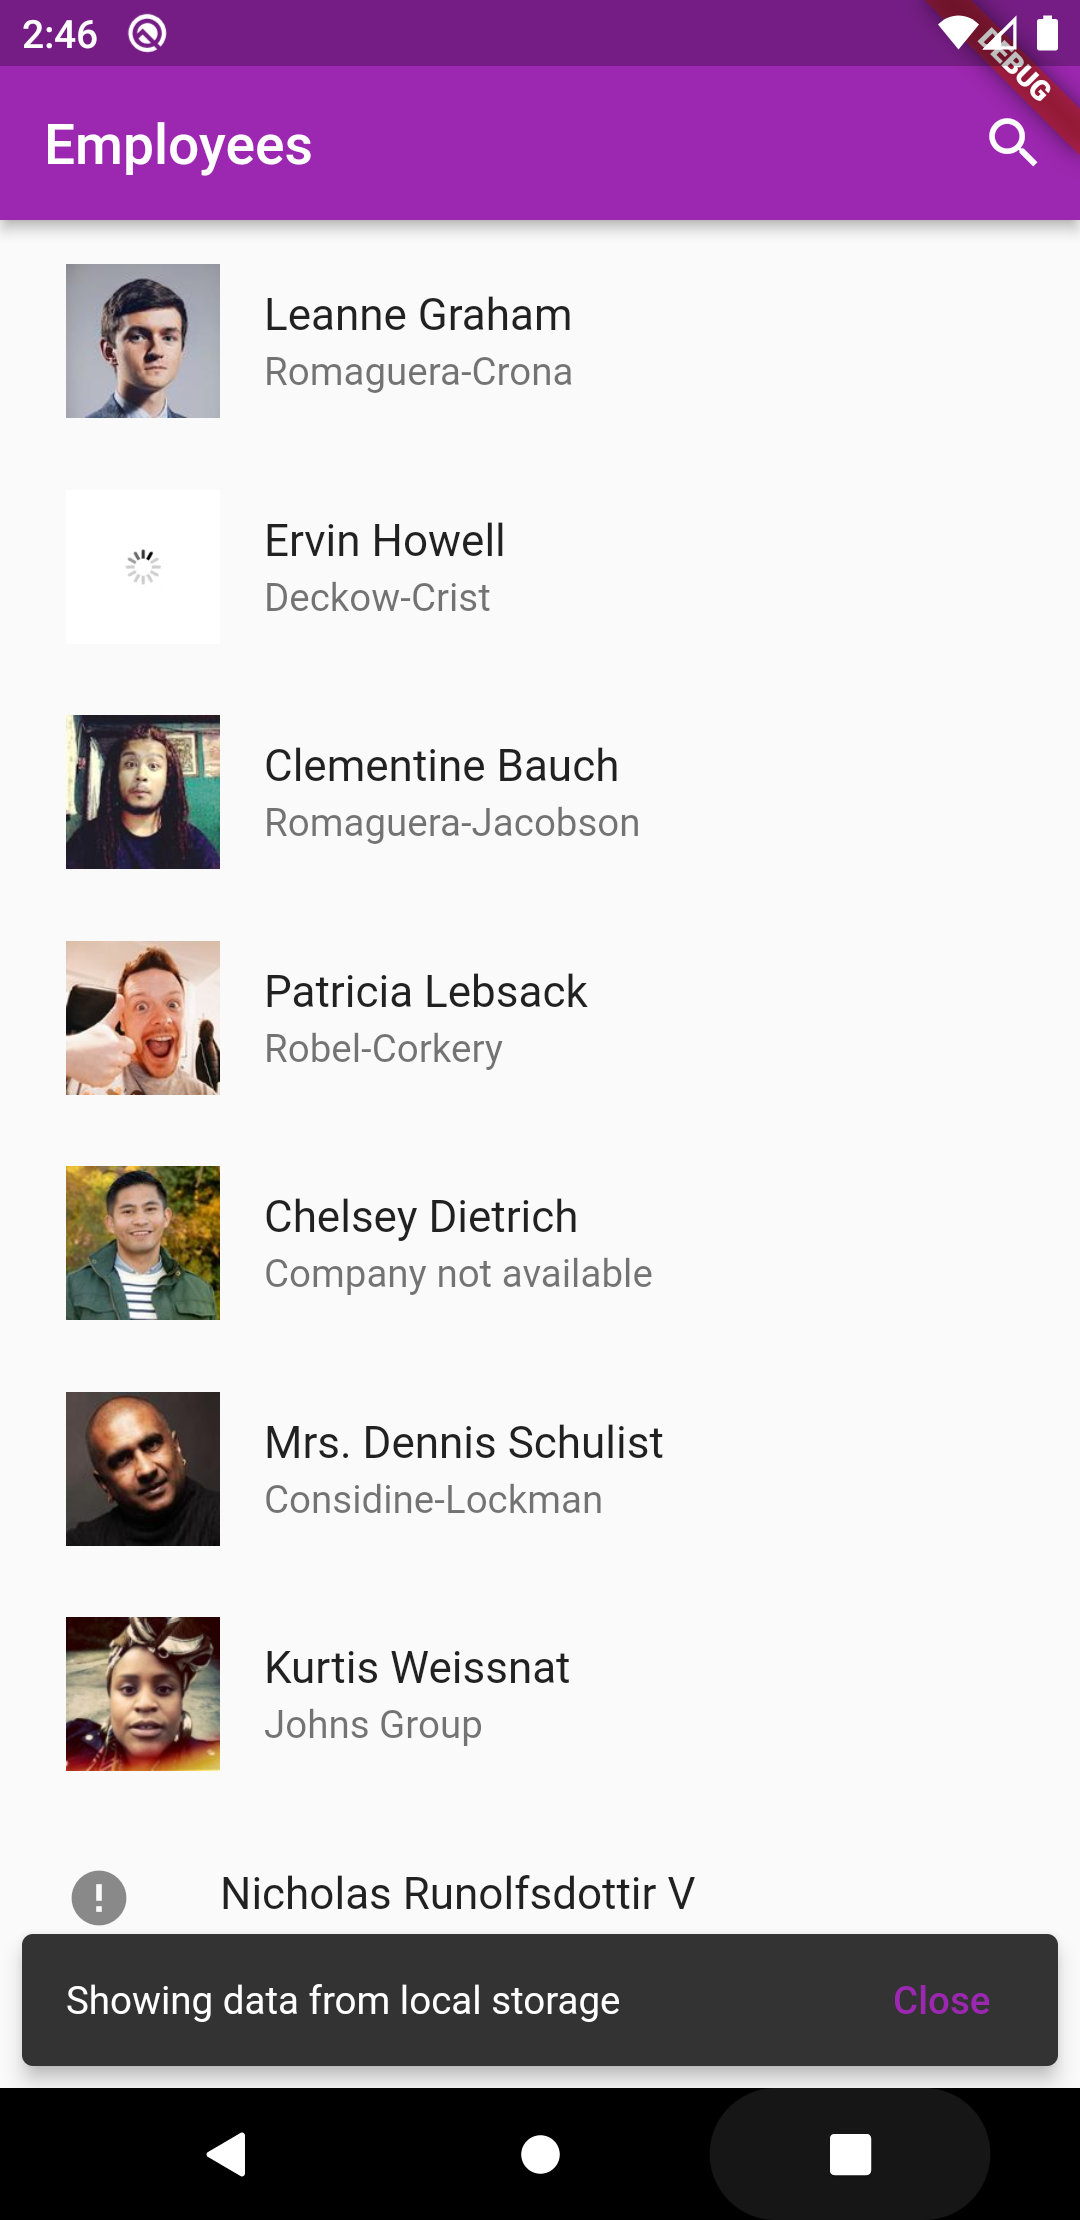 2:46
DEBUG
Employees
Leanne Graham
Romaguera-Crona
Ervin Howell
Deckow-Crist
Clementine Bauch
Romaguera-Jacobson
Patricia Lebsack
Robel-Corkery
Chelsey Dietrich
Company not available
Mrs. Dennis Schulist
Considine-Lockman
Kurtis Weissnat
Johns Group
Nicholas Runolfsdottir V
Showing data from local storage Close